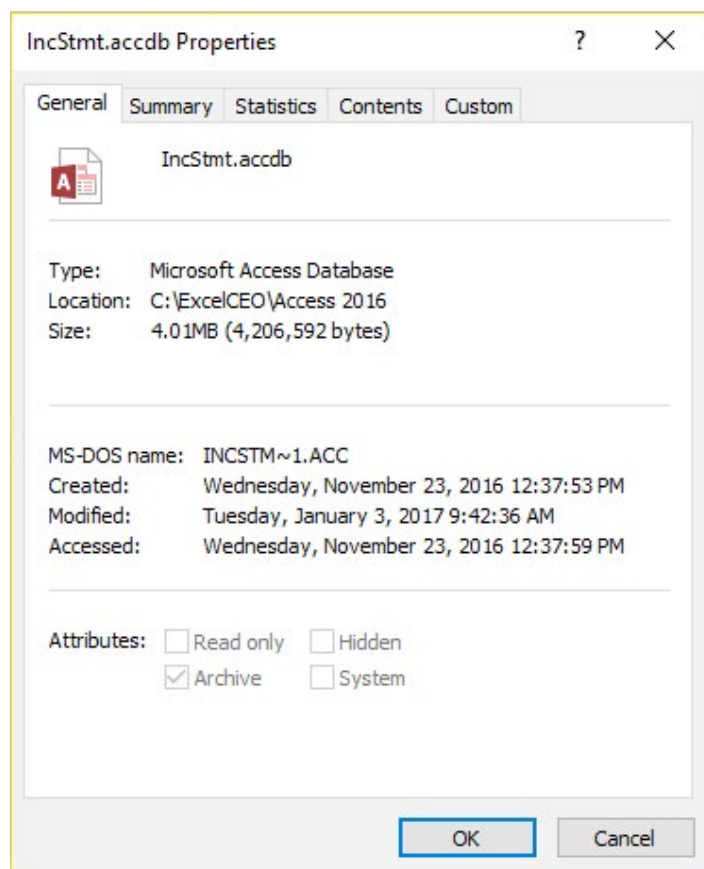 IncStmt.accdb Properties ? ×
General Summary Statistics Contents Custom
A IncStmt.accdb
Type: Microsoft Access Database
Location: C:\ExcelCEO\Access 2016
Size: 4.01MB (4,206,592 bytes)
MS-DOS name: INCSTM~1.ACC
Created: Wednesday, November 23, 2016 12:37:53 PM
Modified: Tuesday, January 3, 2017 9:42:36 AM
Accessed: Wednesday, November 23, 2016 12:37:59 PM
Attributes: Read only Hidden
Archive System
OK Cancel